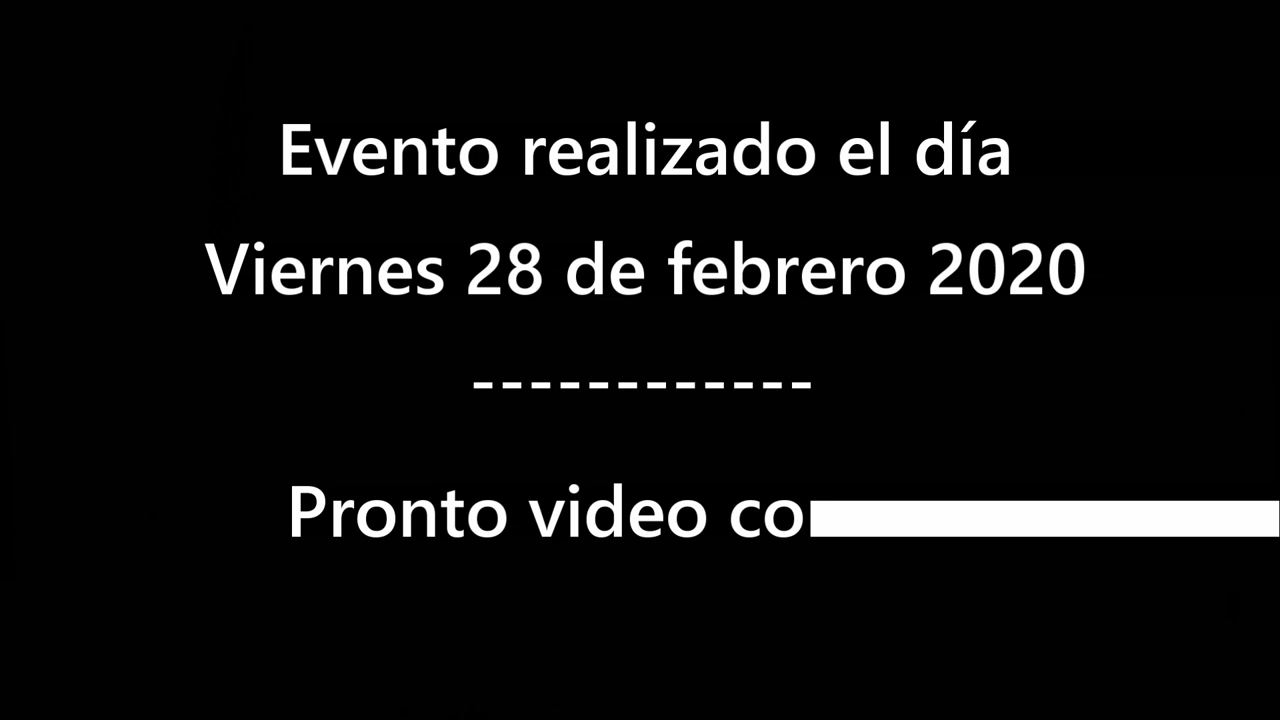 Evento realizado el día
Viernes 28 de febrero 2020
------------
Pronto video co